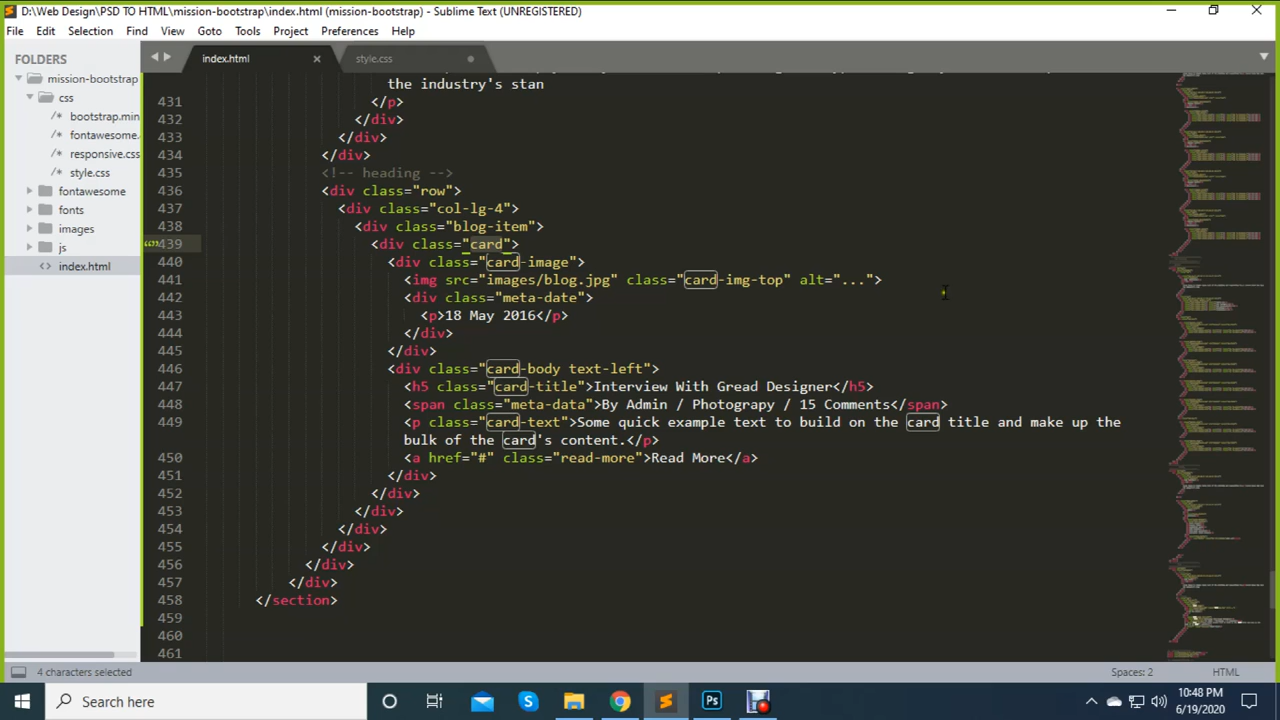 D:\Web Design\PSD TO HTML\mission-bootstrap\index.html (mission-bootstrap) - Sublime Text (UNREGISTERED)
File Edit Selection Find View Goto Tools Project Preferences Help
FOLDERS
mission-bootstrap
css
bootstrap.min
fontawesome.
responsive.css
style.css
fontawesome
fonts
images
js
index.html
index.html style.css
the industry's stan
431 </p>
432 </div>
433 </div>
434 </div>
435 <!-- heading -->
436 <div class="row">
437 <div class="col-lg-4">
438 <div class="blog-item">
439 <div class="card">
440 <div class="card-image">
441 <img src="images/blog.jpg" class="card-img-top" alt="...">
442 <div class="meta-date">
443 <p>18 May 2016</p>
444 </div>
445 </div>
446 <div class="card-body text-left">
447 <h5 class="card-title">Interview With Gread Designer</h5>
448 <span class="meta-data">By Admin / Photograpy / 15 Comments</span>
449 <p class="card-text">Some quick example text to build on the card title and make up the
bulk of the card's content.</p>
450 <a href="#" class="read-more">Read More</a>
451 </div>
452 </div>
453 </div>
454 </div>
455 </div>
456 </div>
457 </div>
458 </section>
459
460
461
4 characters selected Spaces: 2 HTML
Type here to search
Search here
10:48 PM
6/19/2020